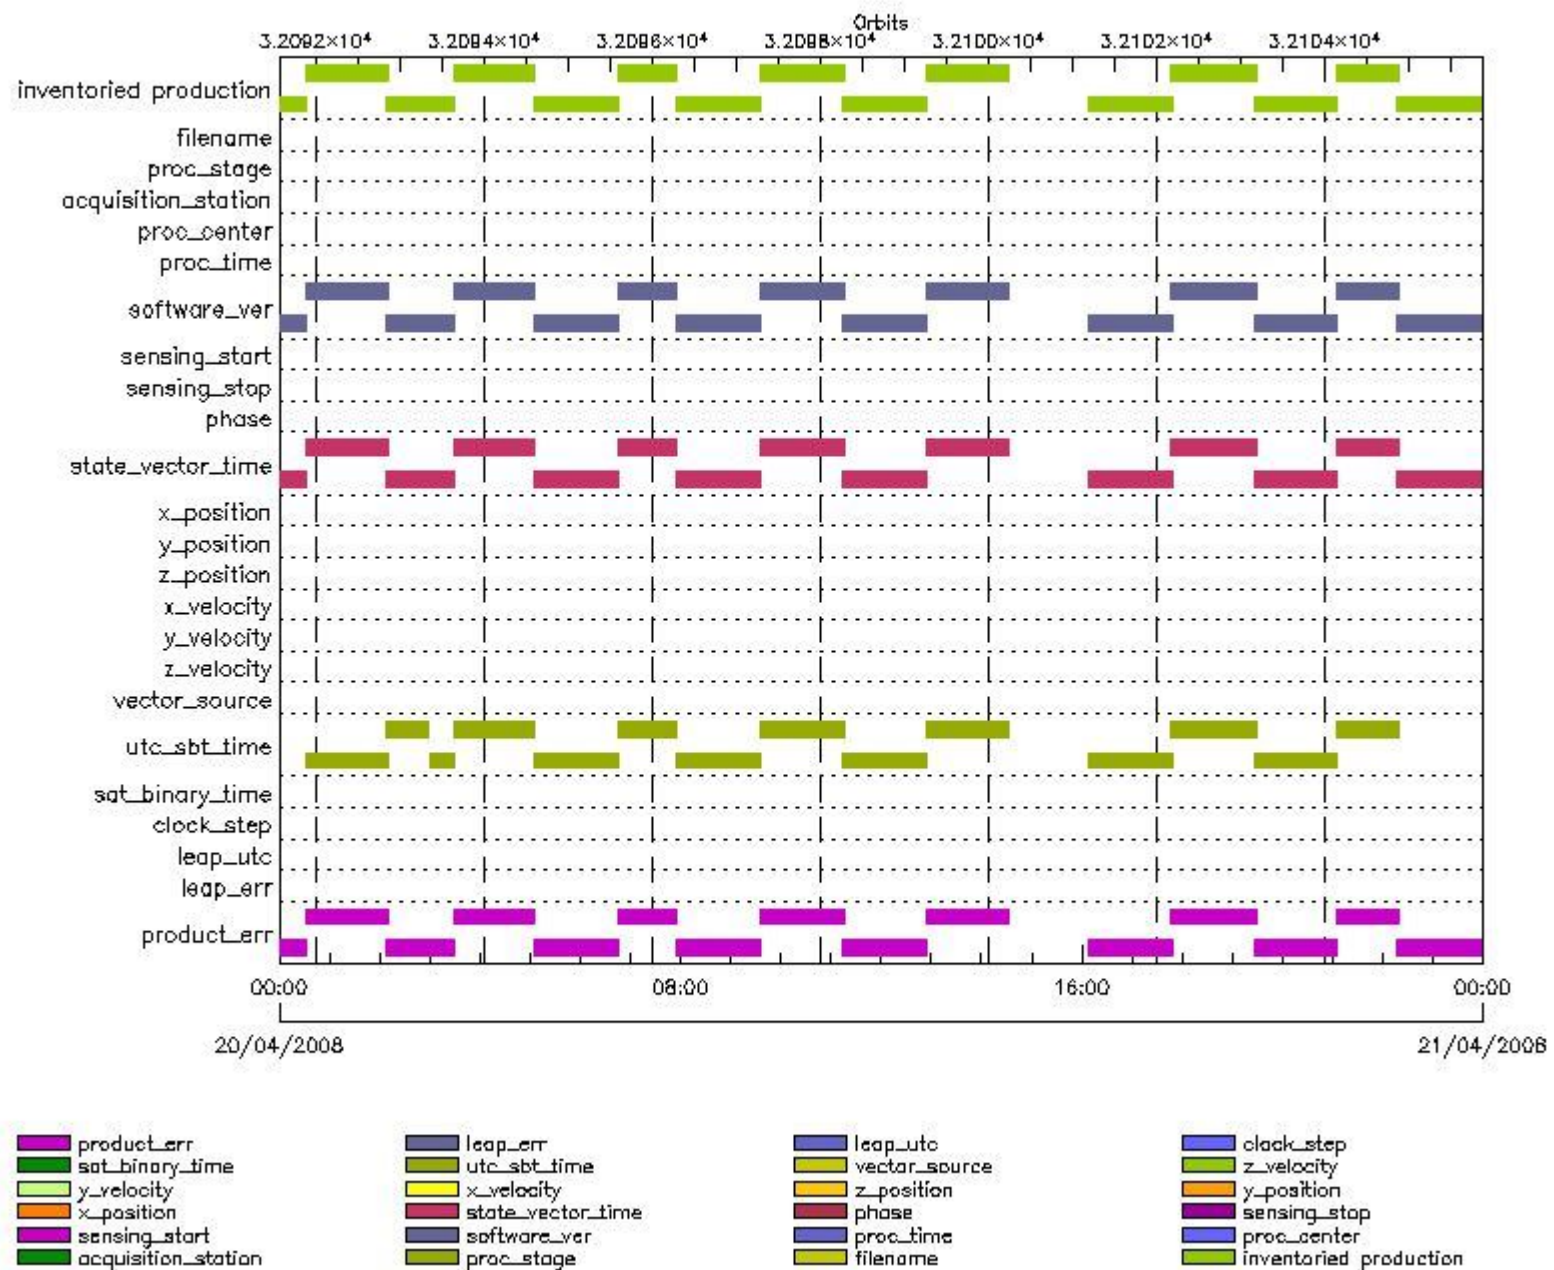 Orbits
3.2092×10⁴ 3.2094×10⁴ 3.2096×10⁴ 3.2098×10⁴ 3.2100×10⁴ 3.2102×10⁴ 3.2104×10⁴
inventoried production
filename
proc_stage
acquisition_station
proc_center
proc_time
software_ver
sensing_start
sensing_stop
phase
state_vector_time
x_position
y_position
z_position
x_velocity
y_velocity
z_velocity
vector_source
utc_sbt_time
sat_binary_time
clock_step
leap_utc
leap_err
product_err
00:00 08:00 16:00 00:00
20/04/2008 21/04/2008
product_err leap_err leap_utc clock_step
sat_binary_time utc_sbt_time vector_source z_velocity
y_velocity x_velocity z_position y_position
x_position state_vector_time phase sensing_stop
sensing_start software_ver proc_time proc_center
acquisition_station proc_stage filename inventoried production